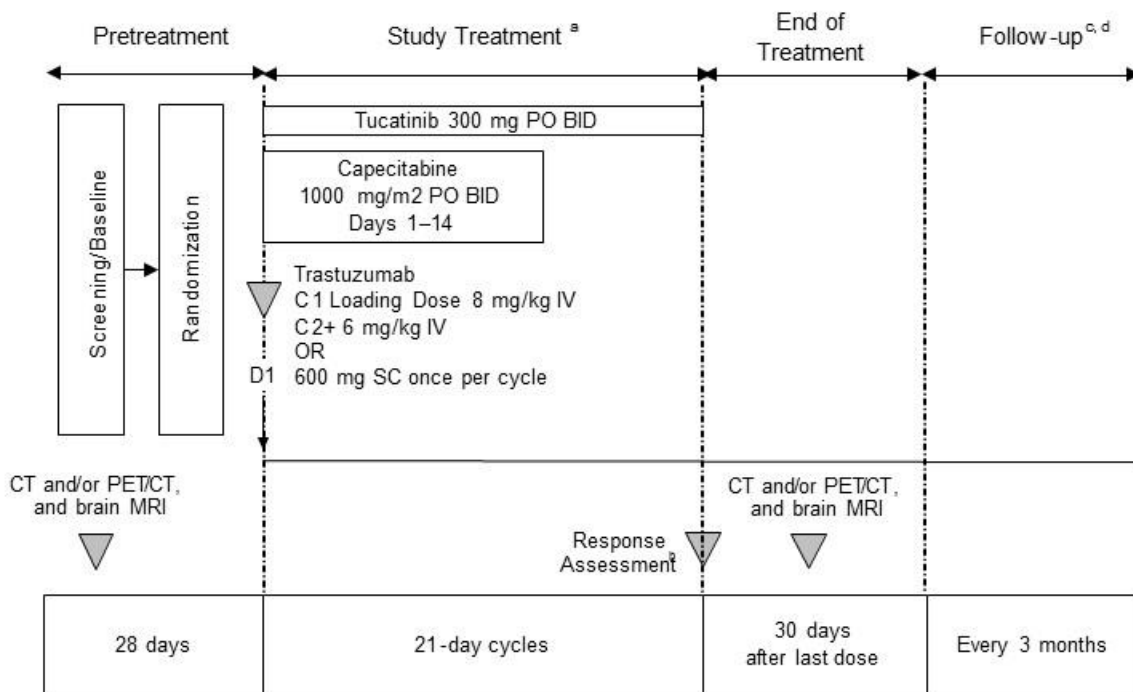 Pretreatment
Study Treatment a
End of
Treatment
Follow-up c, d
Screening/Baseline
Randomization
Tucatinib 300 mg PO BID
Capecitabine
1000 mg/m2 PO BID
Days 1–14
Trastuzumab
C1 Loading Dose 8 mg/kg IV
C2+ 6 mg/kg IV
OR
600 mg SC once per cycle
D1
CT and/or PET/CT,
and brain MRI
Response
Assessment b
CT and/or PET/CT,
and brain MRI
28 days
21-day cycles
30 days
after last dose
Every 3 months